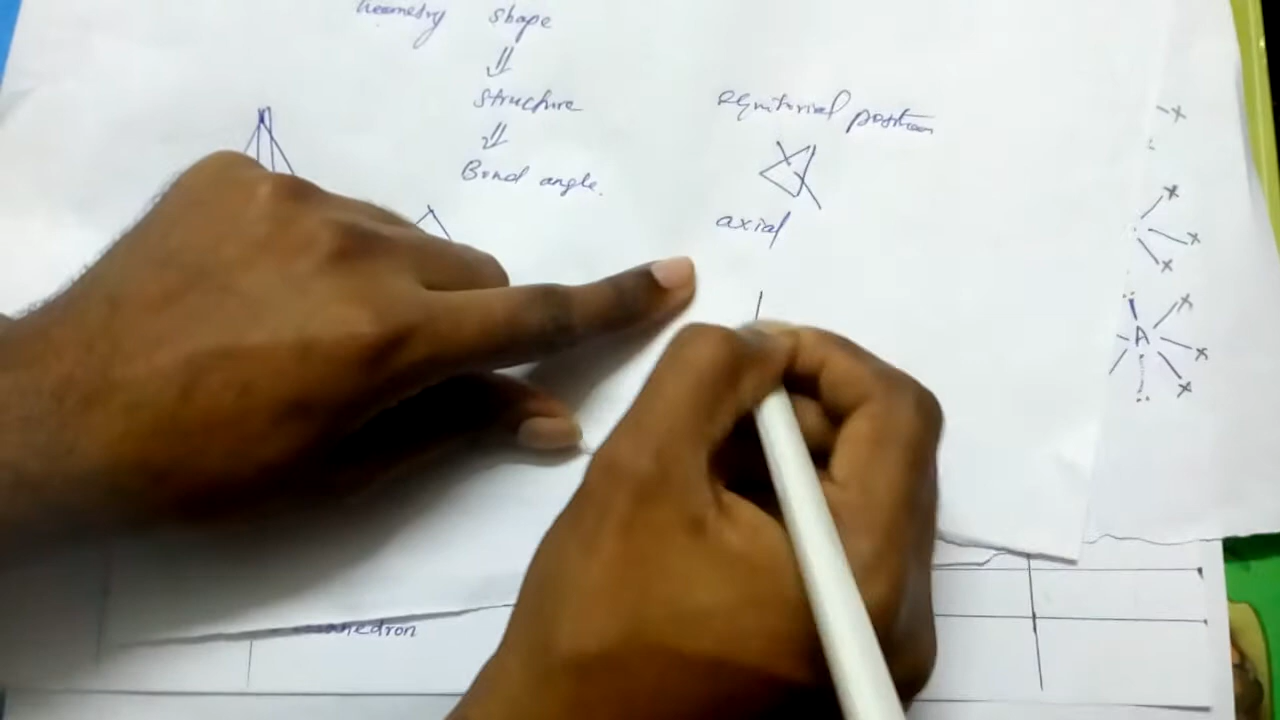 Geometry shape
⇓
structure
⇓
Bond angle.
equitorial position
axial
x
x
x
x
x
A
x
x